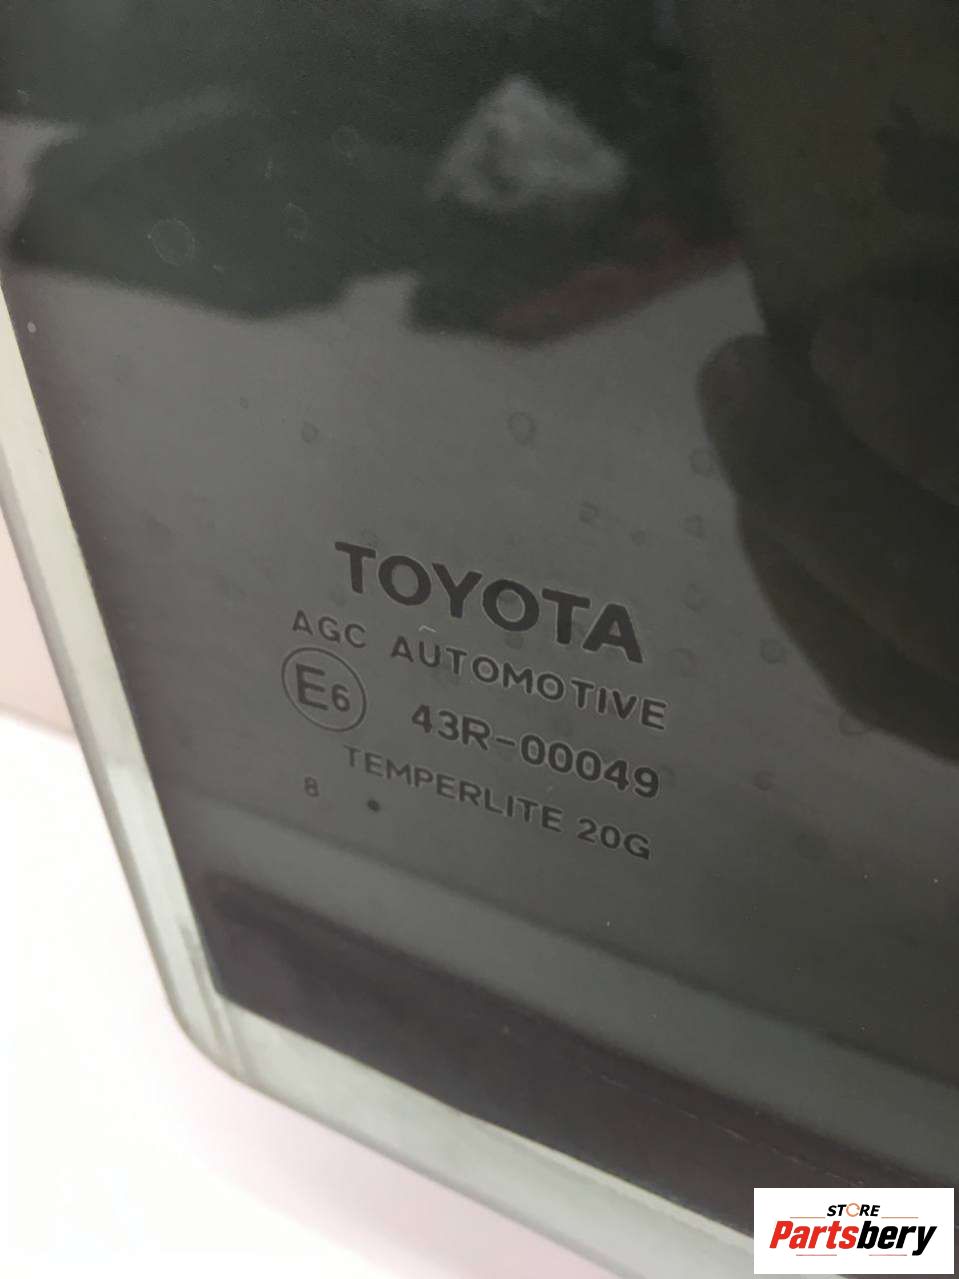 TOYOTA
AGC AUTOMOTIVE
E6 43R-00049
TEMPERLITE 20G
8 •
STORE
Partsbery